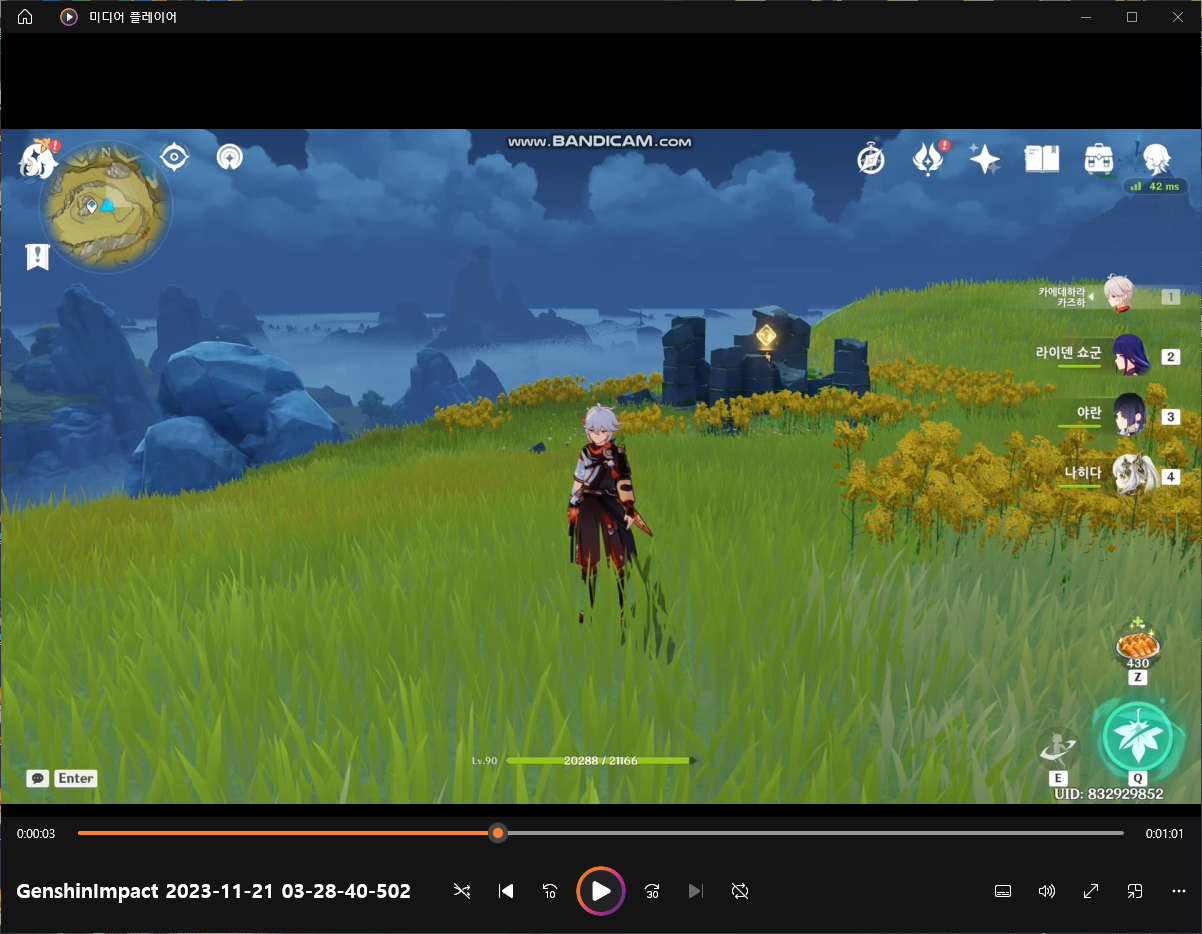 미디어 플레이어
www.BANDICAM.com
N
42 ms
카에데하라
카즈하
1
라이덴 쇼군
2
야란
3
나히다
4
430
Z
Lv.90
20288 / 21166
Enter
E
Q
UID: 832929852
0:00:03
0:01:01
GenshinImpact 2023-11-21 03-28-40-502
10
30